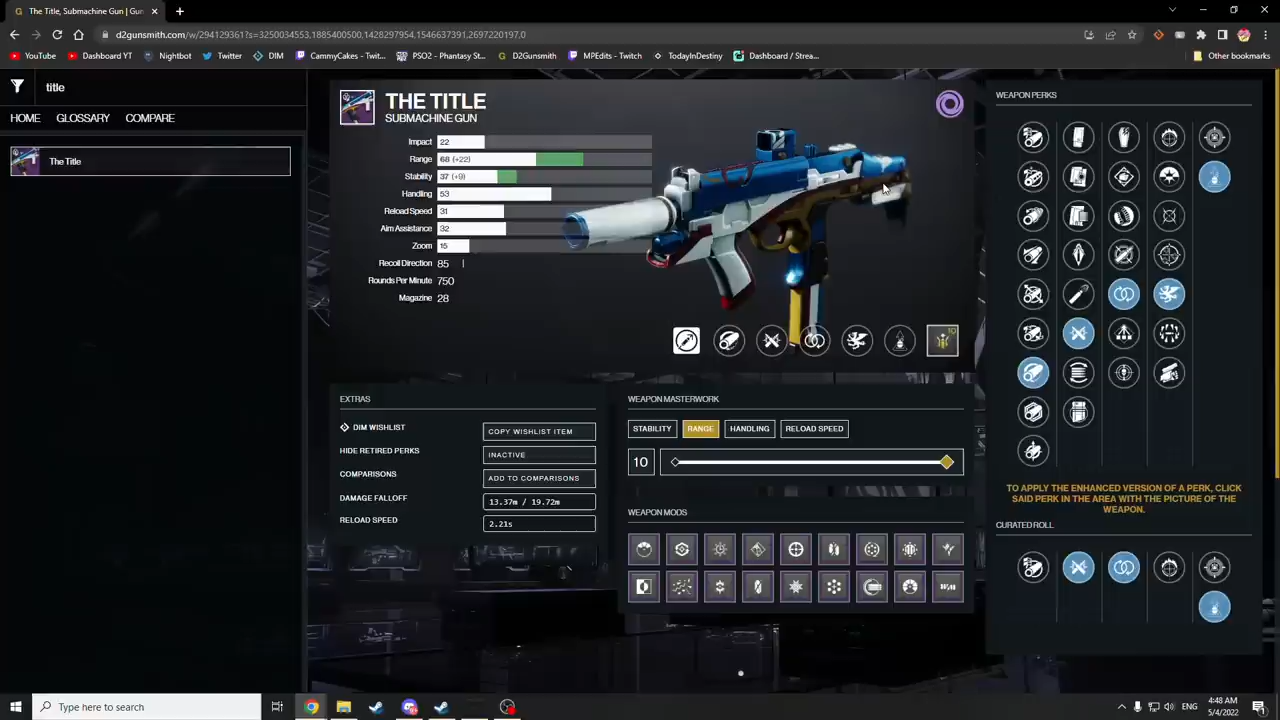 The Title, Submachine Gun | Gun
d2gunsmith.com/w/2941293611?s=3250034553,1885400500,1428297954,1546637391,2697220197,0
YouTube
Dashboard YT
Nightbot
Twitter
DIM
CammyCakes - Twitc...
PSO2 - Phantasy St...
D2Gunsmith
MPEdits - Twitch
TodayInDestiny
Dashboard / Strea...
Other bookmarks
title
HOME
GLOSSARY
COMPARE
The Title
THE TITLE
SUBMACHINE GUN
Impact 22
Range 68 (+22)
Stability 37 (+9)
Handling 53
Reload Speed 31
Aim Assistance 32
Zoom 15
Recoil Direction 85
Rounds Per Minute 750
Magazine 28
10
EXTRAS
DIM WISHLIST
COPY WISHLIST ITEM
HIDE RETIRED PERKS
INACTIVE
COMPARISONS
ADD TO COMPARISONS
DAMAGE FALLOFF
13.37m / 19.72m
RELOAD SPEED
2.21s
WEAPON MASTERWORK
STABILITY
RANGE
HANDLING
RELOAD SPEED
10
WEAPON MODS
WEAPON PERKS
TO APPLY THE ENHANCED VERSION OF A PERK, CLICK
SAID PERK IN THE AREA WITH THE PICTURE OF THE
WEAPON.
CURATED ROLL
Type here to search
ENG
4:48 AM
5/4/2022